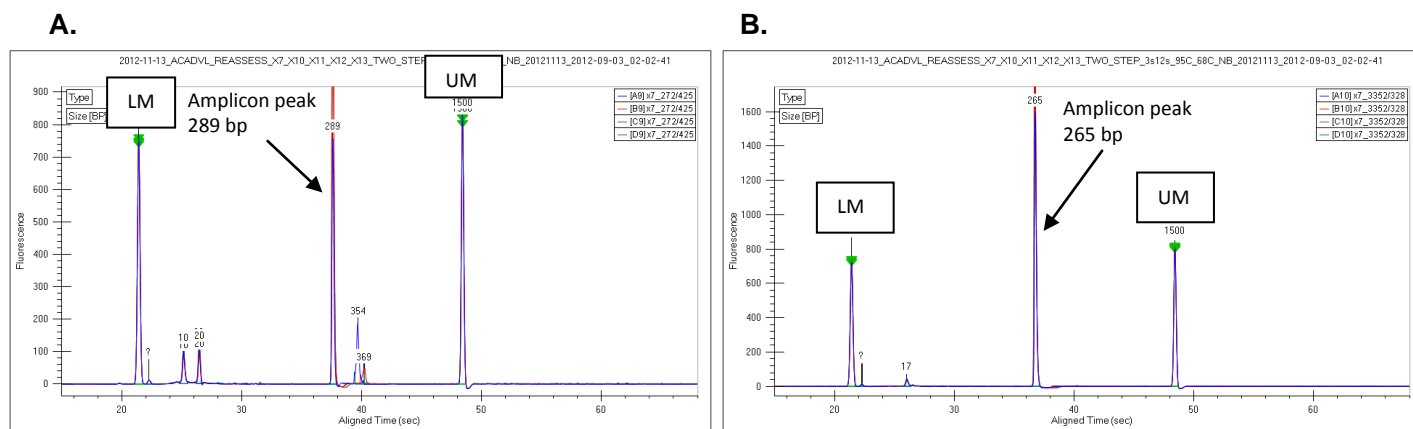 A.
2012-11-13_ACADVL_REASSESS_X7_X10_X11_X12_X13_TWO_STEP NB_20121113_2012-09-03_02-02-41
Type
Size [BP]
LM
Amplicon peak
289 bp
UM
1500
[A9] x7_272/425
[B9] x7_272/425
[C9] x7_272/425
[D9] x7_272/425
289
354
369
10
20
20
?
900
800
700
600
500
400
300
200
100
0
Fluorescence
20
30
40
50
60
Aligned Time (sec)
B.
2012-11-13_ACADVL_REASSESS_X7_X10_X11_X12_X13_TWO_STEP_3s12s_95C_68C_NB_20121113_2012-09-03_02-02-41
Type
Size [BP]
265
Amplicon peak
265 bp
LM
UM
1500
[A10] x7_3352/328
[B10] x7_3352/328
[C10] x7_3352/328
[D10] x7_3352/328
?
17
1600
1400
1200
1000
800
600
400
200
0
Fluorescence
20
30
40
50
60
Aligned Time (sec)